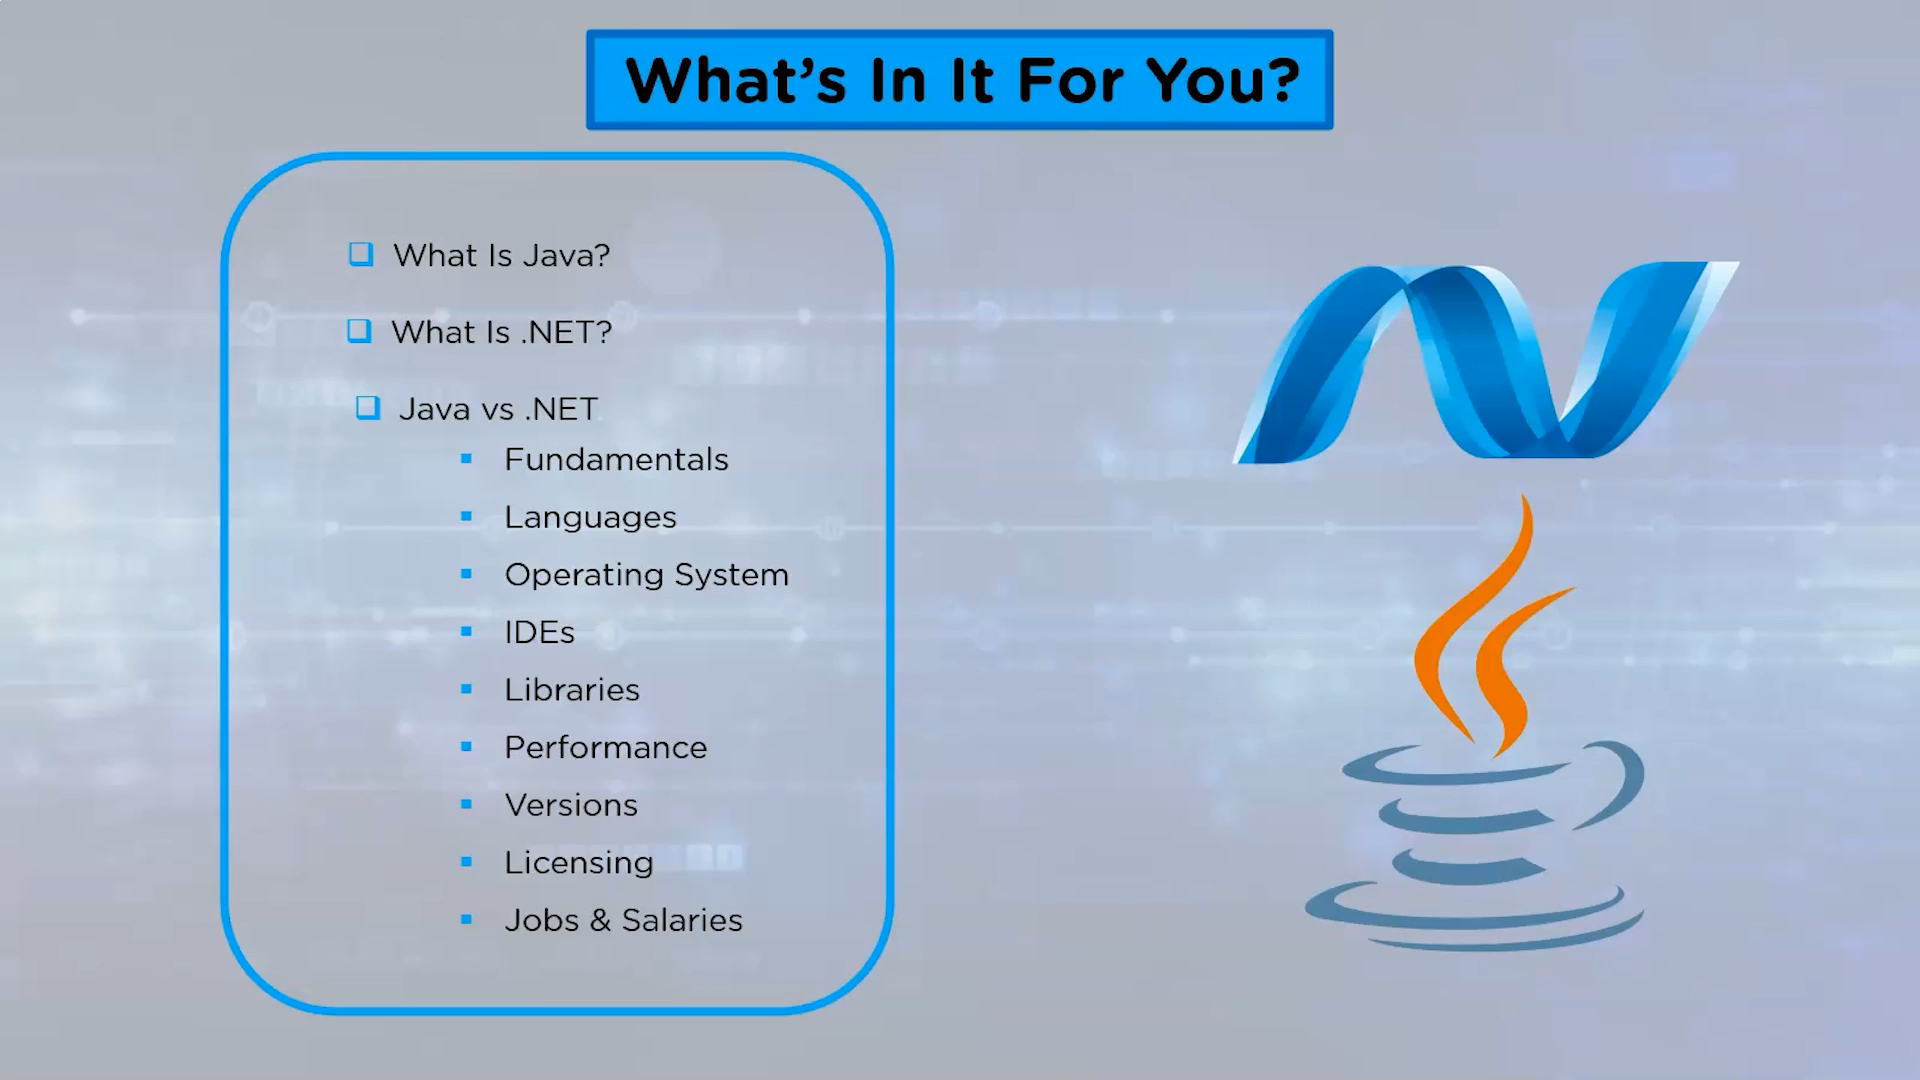 What's In It For You?
What Is Java?
What Is .NET?
Java vs .NET
Fundamentals
Languages
Operating System
IDEs
Libraries
Performance
Versions
Licensing
Jobs & Salaries